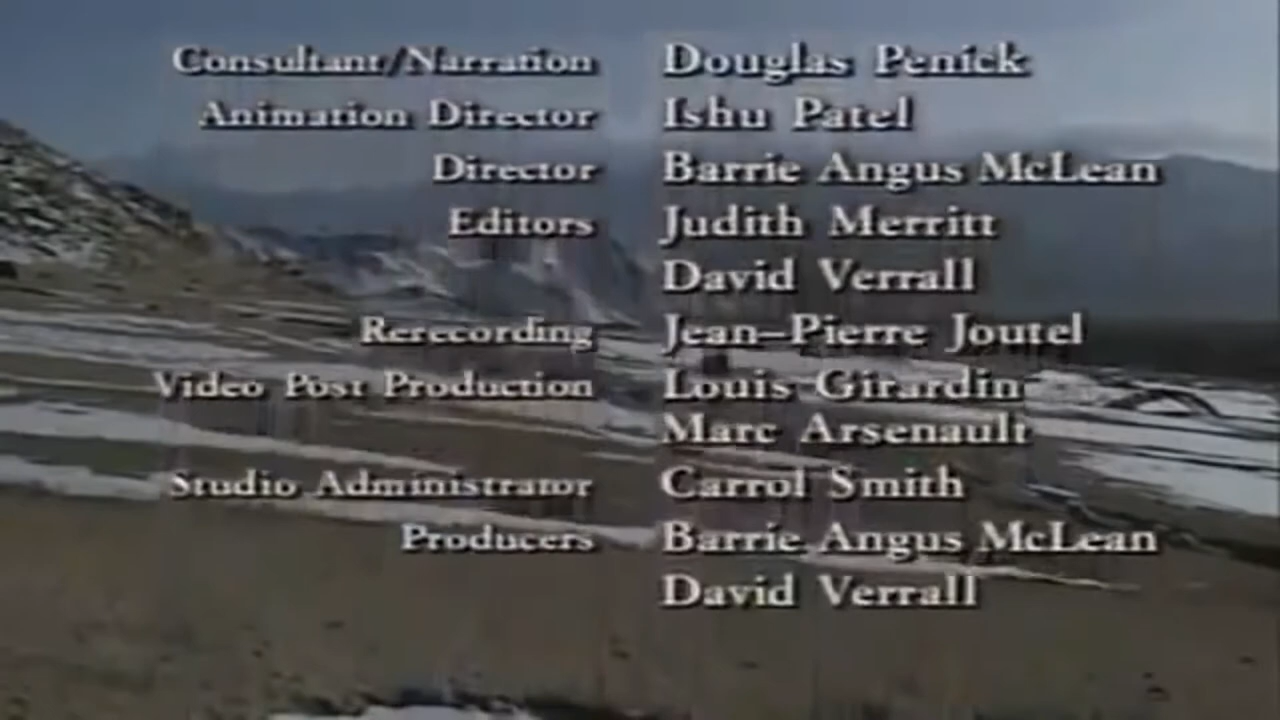 Consultant/Narration Douglas Penick
Animation Director Ishu Patel
Director Barrie Angus McLean
Editors Judith Merritt
David Verrall
Rerecording Jean-Pierre Joutel
Video Post Production Louis Girardin
Marc Arsenault
Studio Administrator Carrol Smith
Producers Barrie Angus McLean
David Verrall